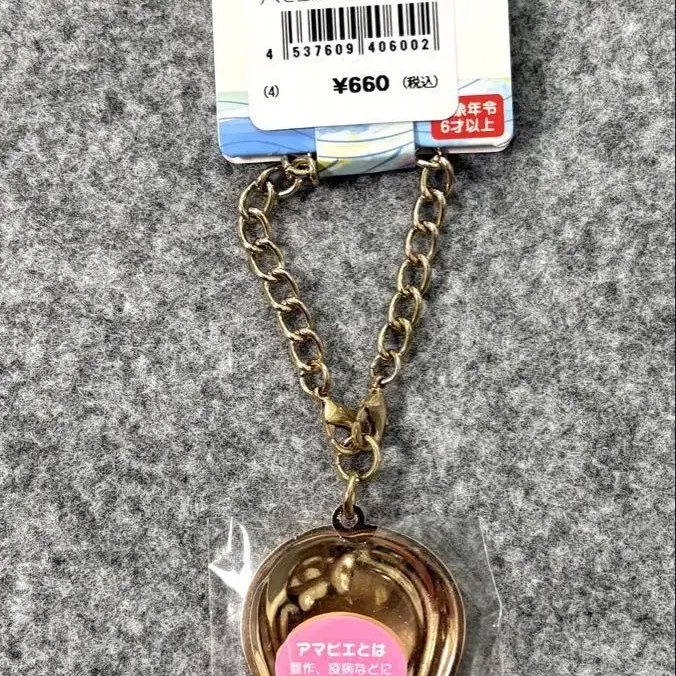 4 537609 406002
(4) ¥660 (税込)
年令
6才以上
アマビエとは
豊作、疫病などに